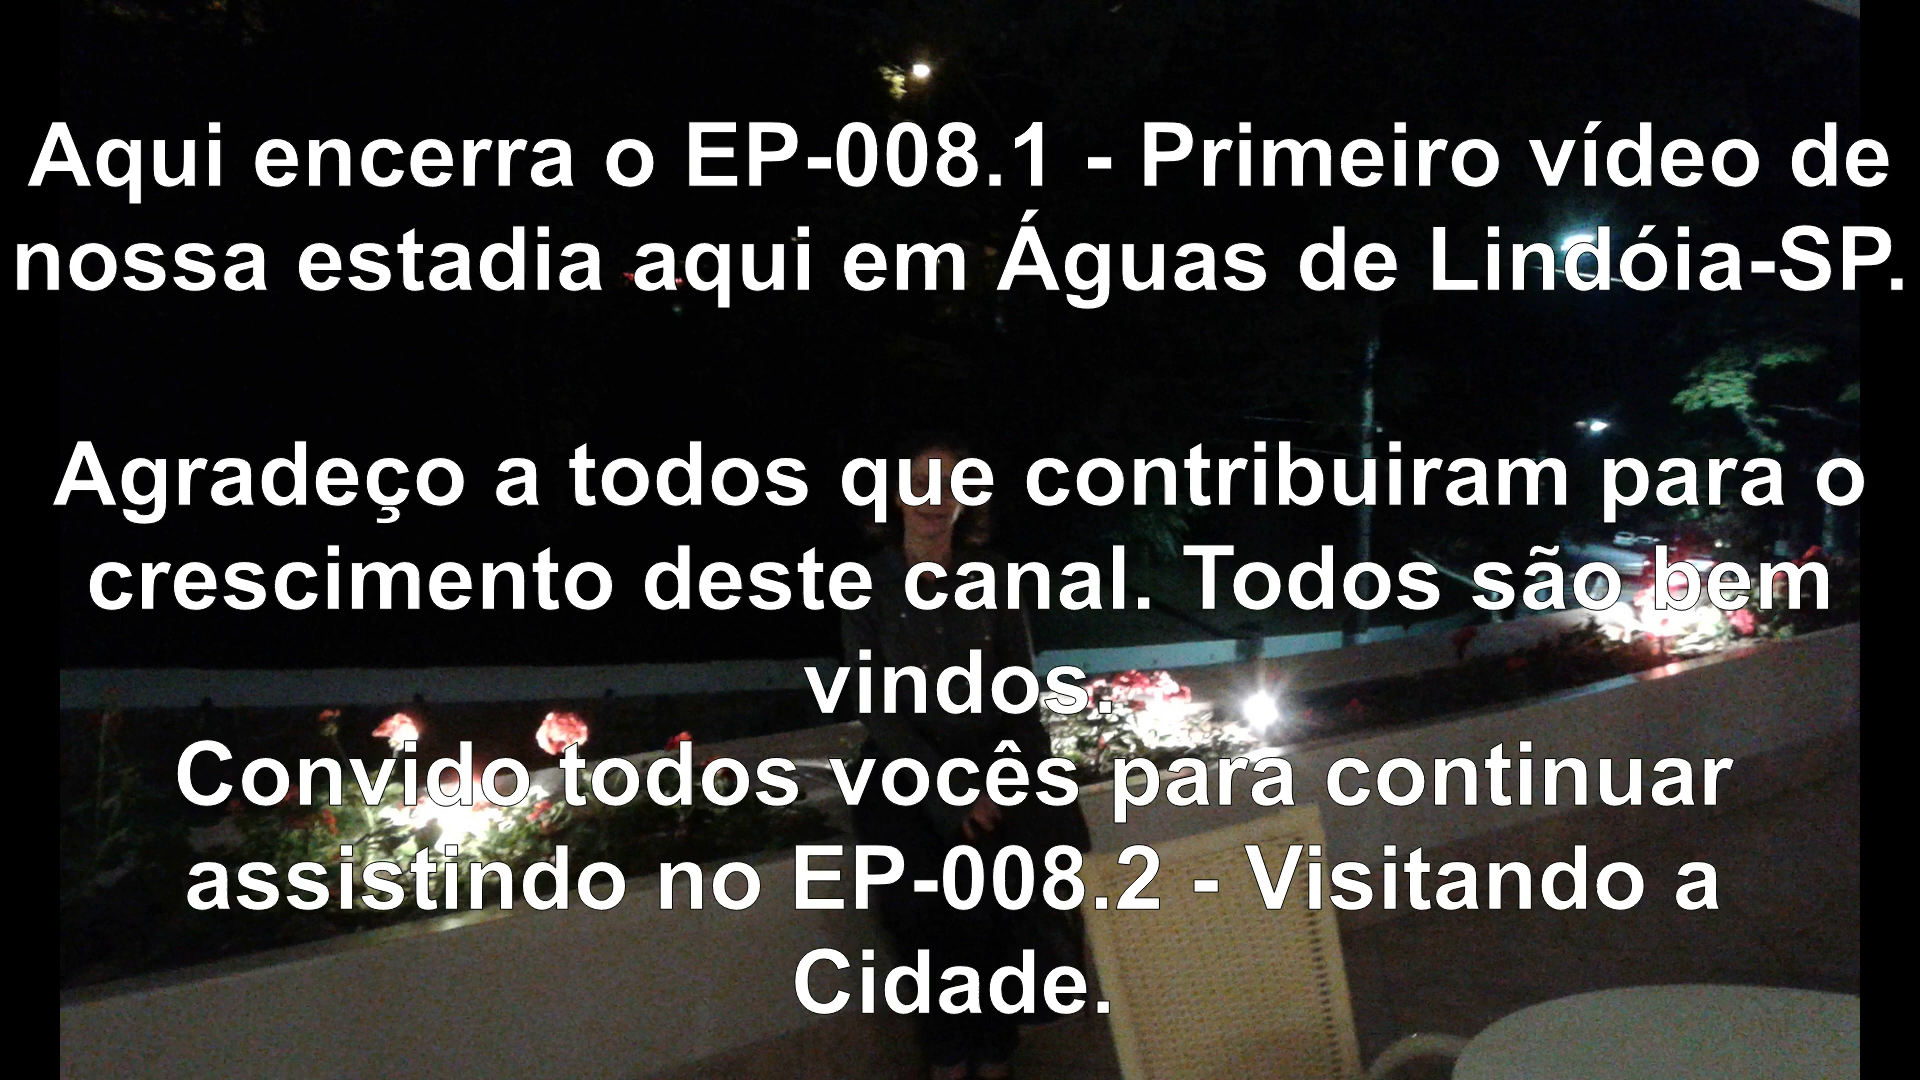 Aqui encerra o EP-008.1 - Primeiro vídeo de
nossa estadia aqui em Águas de Lindóia-SP.
Agradeço a todos que contribuiram para o
crescimento deste canal. Todos são bem
vindos.
Convido todos vocês para continuar
assistindo no EP-008.2 - Visitando a
Cidade.